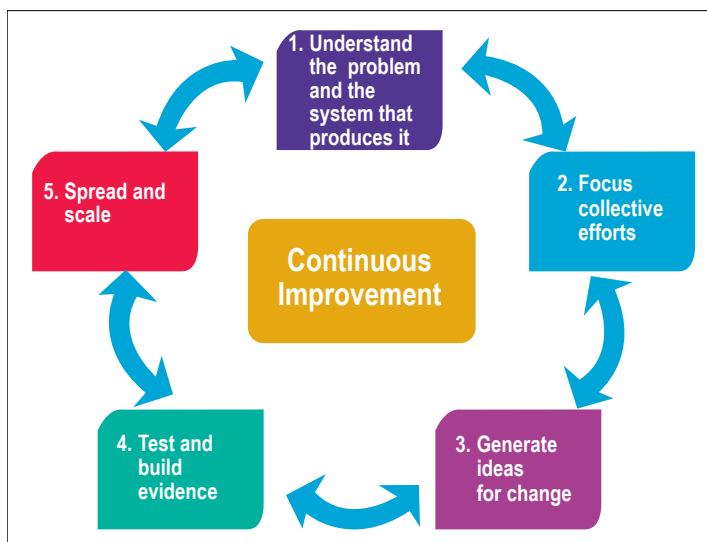 1. Understand
the problem
and the
system that
produces it
2. Focus
collective
efforts
3. Generate
ideas
for change
4. Test and
build
evidence
5. Spread and
scale
Continuous
Improvement